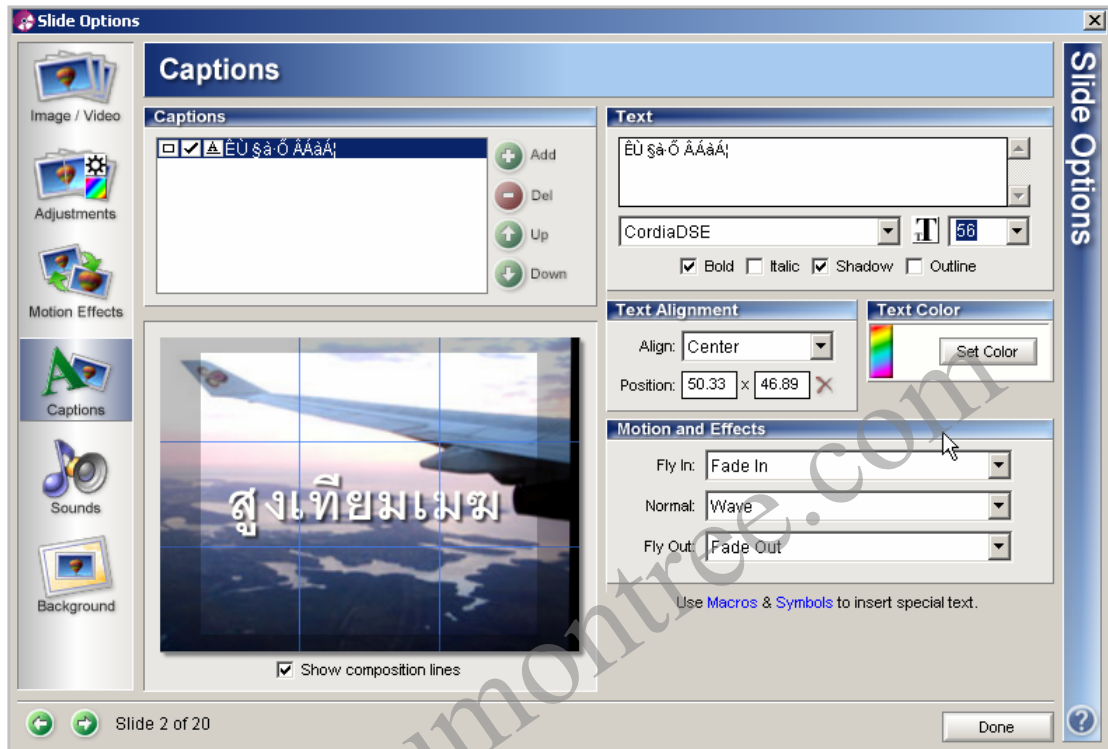 Slide Options
Image / Video
Adjustments
Motion Effects
Captions
Sounds
Background
Captions
Captions
ÊÙ §à·Õ ÂÁàÁ¦
Add
Del
Up
Down
สูงเทียมเมฆ
Show composition lines
Text
ÊÙ §à·Õ ÂÁàÁ¦
CordiaDSE
56
Bold Italic Shadow Outline
Text Alignment
Align: Center
Position: 50.33 x 46.89
Text Color
Set Color
Motion and Effects
Fly In: Fade In
Normal: Wave
Fly Out: Fade Out
Use Macros & Symbols to insert special text.
Slide Options
Slide 2 of 20
Done